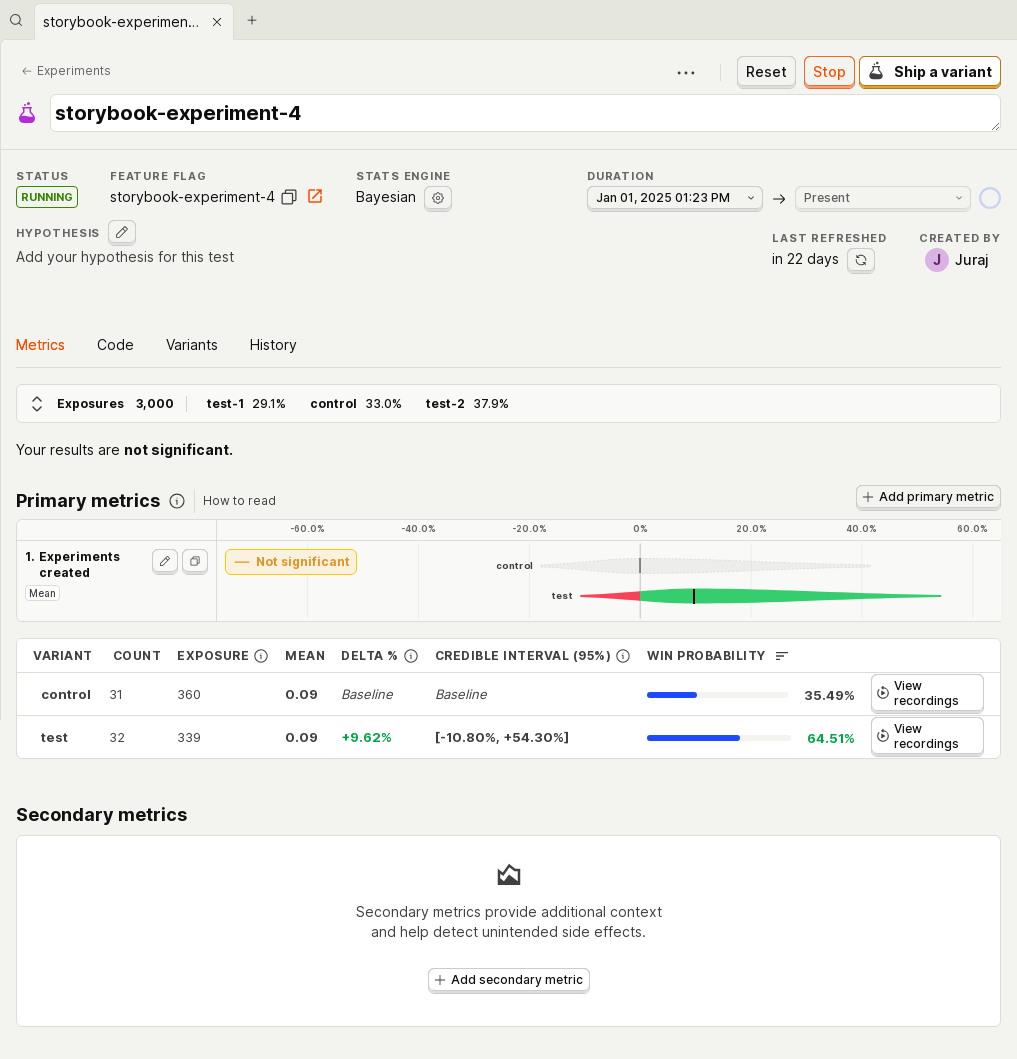 storybook-experimen...
Experiments
Reset
Stop
Ship a variant
storybook-experiment-4
STATUS
FEATURE FLAG
STATS ENGINE
DURATION
RUNNING
storybook-experiment-4
Bayesian
Jan 01, 2025 01:23 PM
Present
HYPOTHESIS
Add your hypothesis for this test
LAST REFRESHED
CREATED BY
in 22 days
J Juraj
Metrics
Code
Variants
History
Exposures 3,000 test-1 29.1% control 33.0% test-2 37.9%
Your results are not significant.
Primary metrics
How to read
Add primary metric
-60.0% -40.0% -20.0% 0% 20.0% 40.0% 60.0%
1. Experiments
created
Mean
Not significant
control
test
VARIANT COUNT EXPOSURE MEAN DELTA % CREDIBLE INTERVAL (95%) WIN PROBABILITY
control 31 360 0.09 Baseline Baseline 35.49% View
recordings
test 32 339 0.09 +9.62% [-10.80%, +54.30%] 64.51% View
recordings
Secondary metrics
Secondary metrics provide additional context
and help detect unintended side effects.
Add secondary metric